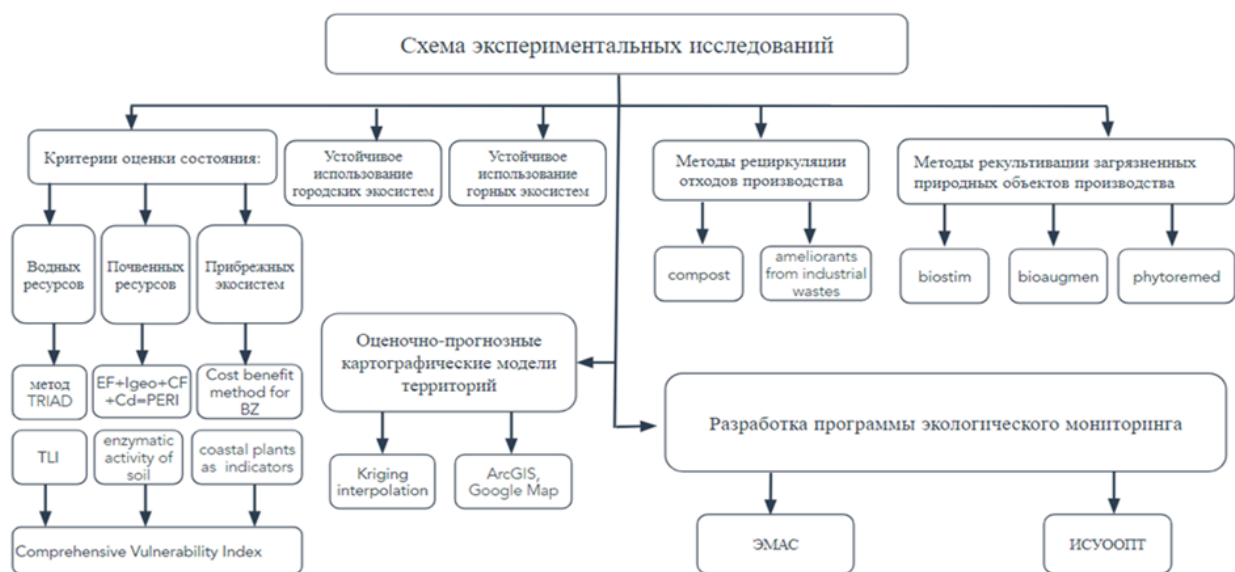 Схема экспериментальных исследований
Критерии оценки состояния:
Устойчивое
использование
городских экосистем
Устойчивое
использование
горных экосистем
Методы рециркуляции
отходов производства
Методы рекультивации загрязненных
природных объектов производства
Водных
ресурсов
Почвенных
ресурсов
Прибрежных
экосистем
compost
ameliorants
from industrial
wastes
biostim
bioaugmen
phytoremed
Оценочно-прогнозные
картографические модели
территорий
метод
TRIAD
EF+Igeo+CF
+Cd=PERI
Cost benefit
method for
BZ
Разработка программы экологического мониторинга
TLI
enzymatic
activity of
soil
coastal plants
as indicators
Kriging
interpolation
ArcGIS,
Google Map
Comprehensive Vulnerability Index
ЭМАС
ИСУООПТ